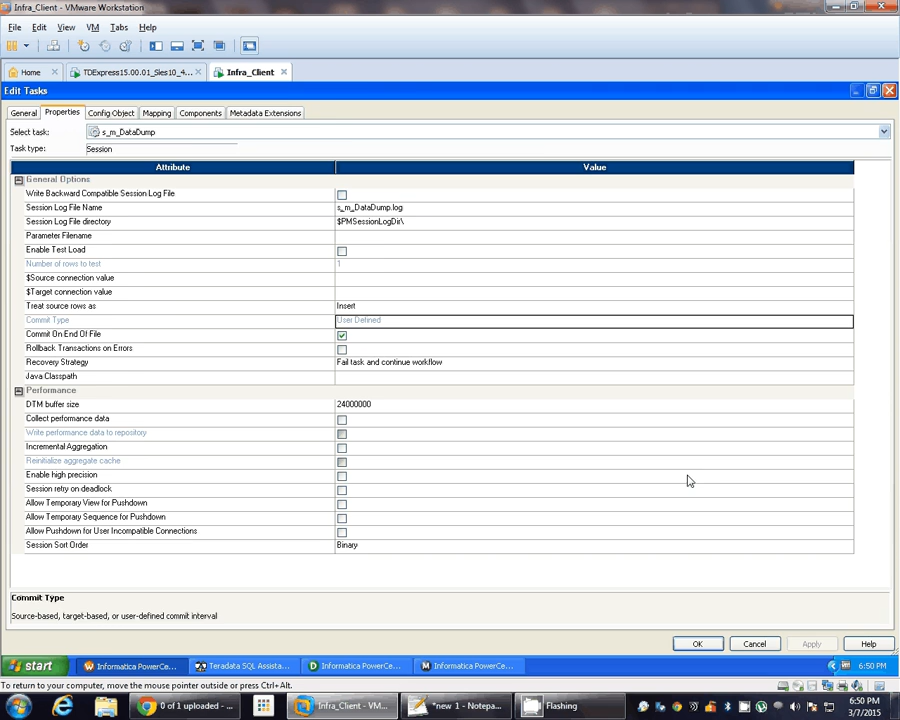 Infra_Client - VMware Workstation
File Edit View VM Tabs Help
Home TDExpress15.00.01_Sles10_4... Infra_Client
Edit Tasks
General Properties Config Object Mapping Components Metadata Extensions
Select task: s_m_DataDump
Task type: Session
Attribute Value
General Options
Write Backward Compatible Session Log File
Session Log File Name s_m_DataDump.log
Session Log File directory $PMSessionLogDir\
Parameter Filename
Enable Test Load
Number of rows to test 1
$Source connection value
$Target connection value
Treat source rows as Insert
Commit Type User Defined
Commit On End Of File
Rollback Transactions on Errors
Recovery Strategy Fail task and continue workflow
Java Classpath
Performance
DTM buffer size 24000000
Collect performance data
Write performance data to repository
Incremental Aggregation
Reinitialize aggregate cache
Enable high precision
Session retry on deadlock
Allow Temporary View for Pushdown
Allow Temporary Sequence for Pushdown
Allow Pushdown for User Incompatible Connections
Session Sort Order Binary
Commit Type
Source-based, target-based, or user-defined commit interval
OK Cancel Apply Help
start Informatica PowerCe... Teradata SQL Assista... Informatica PowerCe... Informatica PowerCe... 6:50 PM
To return to your computer, move the mouse pointer outside or press Ctrl+Alt.
0 of 1 uploaded - ... Infra_Client - VM... *new 1 - Notepa... Flashing 6:50 PM
3/7/2015